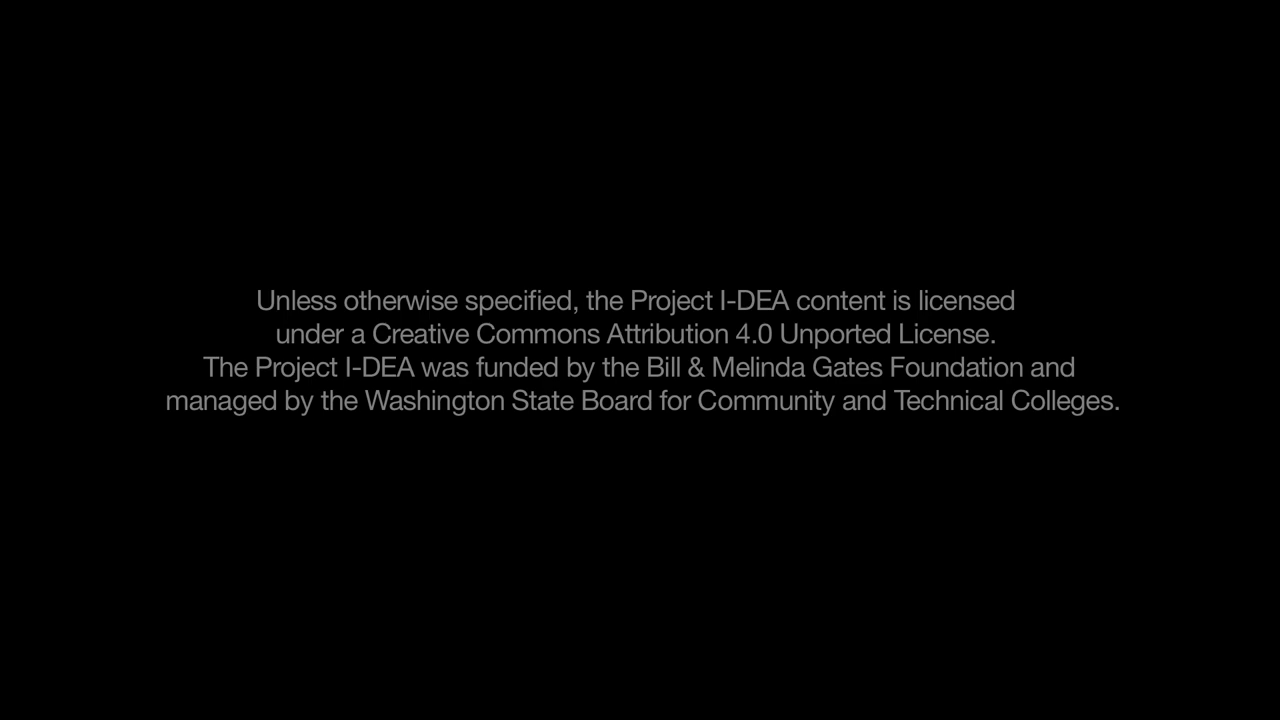 Unless otherwise specified, the Project I-DEA content is licensed
under a Creative Commons Attribution 4.0 Unported License.
The Project I-DEA was funded by the Bill & Melinda Gates Foundation and
managed by the Washington State Board for Community and Technical Colleges.